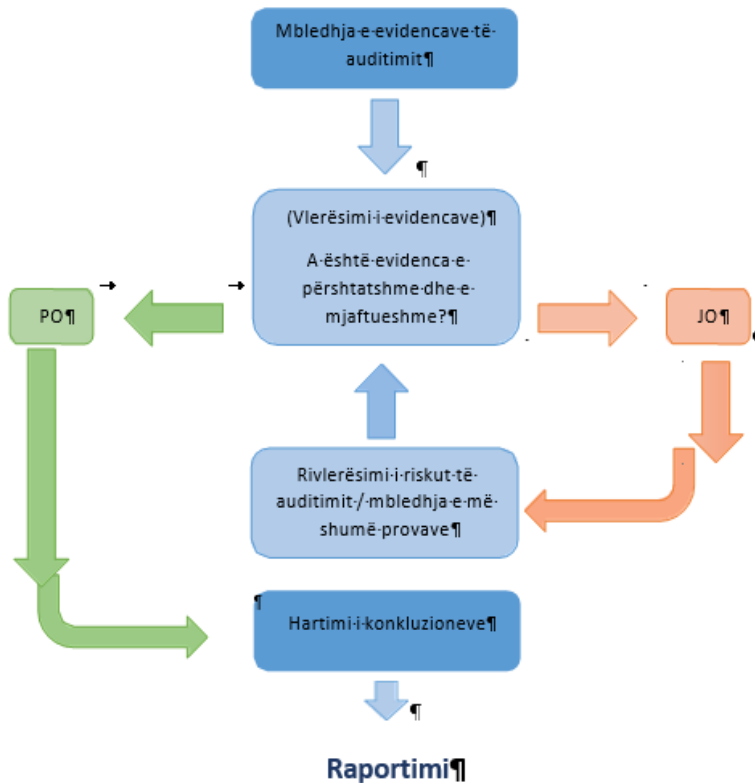 Mbledhja·e·evidencave·të·
auditimit¶
¶
(Vlerësimi·i·evidencave)¶
A·është·evidenca·e·
përshtatshme·dhe·e·
mjaftueshme?¶
PO¶
JO¶
Rivlerësimi·i·riskut·të·
auditimit·/·mbledhja·e·më·
shumë·provave¶
¶
Hartimi·i·konkluzioneve¶
¶
Raportimi¶